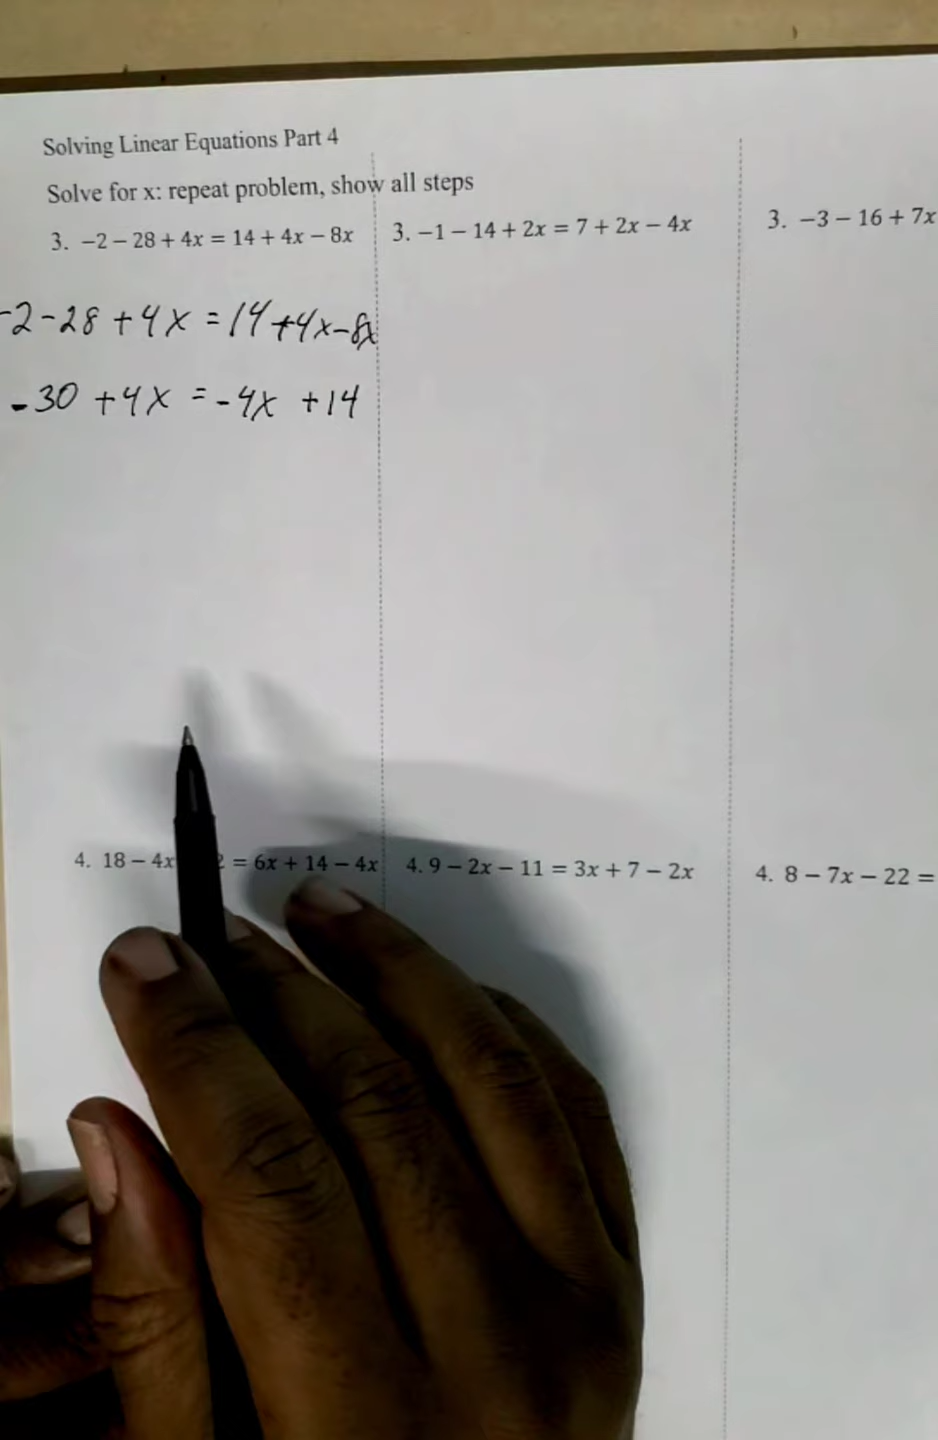 Solving Linear Equations Part 4
Solve for x: repeat problem, show all steps
3. −2 − 28 + 4x = 14 + 4x − 8x
3. −1 − 14 + 2x = 7 + 2x − 4x
3. −3 − 16 + 7x
-2-28 +4x =14+4x-8x
-30 +4x =-4x +14
4. 18 − 4x = 6x + 14 − 4x
4. 9 − 2x − 11 = 3x + 7 − 2x
4. 8 − 7x − 22 =